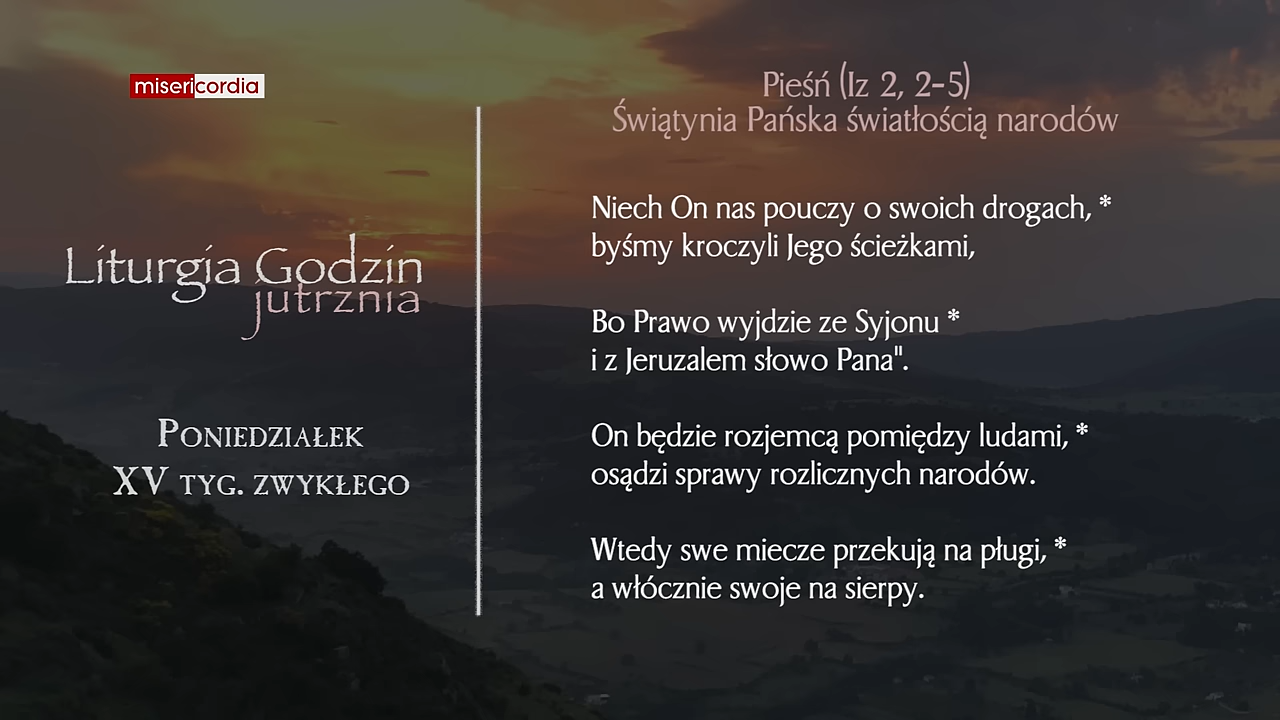 misericordia
Liturgia Godzin
jutrznia
Poniedziałek
XV tyg. zwykłego
Pieśń (Iz 2, 2-5)
Świątynia Pańska światłością narodów
Niech On nas pouczy o swoich drogach, *
byśmy kroczyli Jego ścieżkami,
Bo Prawo wyjdzie ze Syjonu *
i z Jeruzalem słowo Pana".
On będzie rozjemcą pomiędzy ludami, *
osądzi sprawy rozlicznych narodów.
Wtedy swe miecze przekują na pługi, *
a włócznie swoje na sierpy.